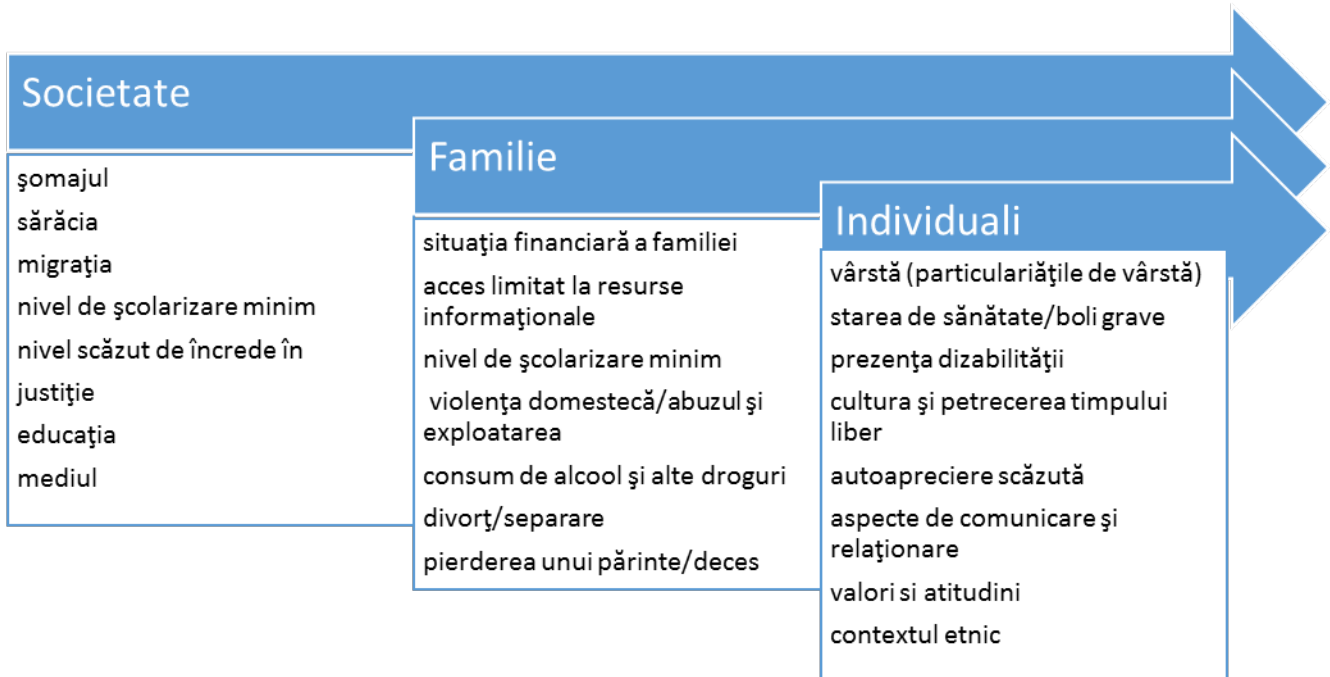 Societate
şomajul
sărăcia
migraţia
nivel de şcolarizare minim
nivel scăzut de încrede în
justiţie
educaţia
mediul
Familie
situaţia financiară a familiei
acces limitat la resurse
informaţionale
nivel de şcolarizare minim
violenţa domestecă/abuzul şi
exploatarea
consum de alcool şi alte droguri
divorţ/separare
pierderea unui părinte/deces
Individuali
vârstă (particulariăţile de vârstă)
starea de sănătate/boli grave
prezenţa dizabilităţii
cultura şi petrecerea timpului
liber
autoapreciere scăzută
aspecte de comunicare şi
relaţionare
valori si atitudini
contextul etnic